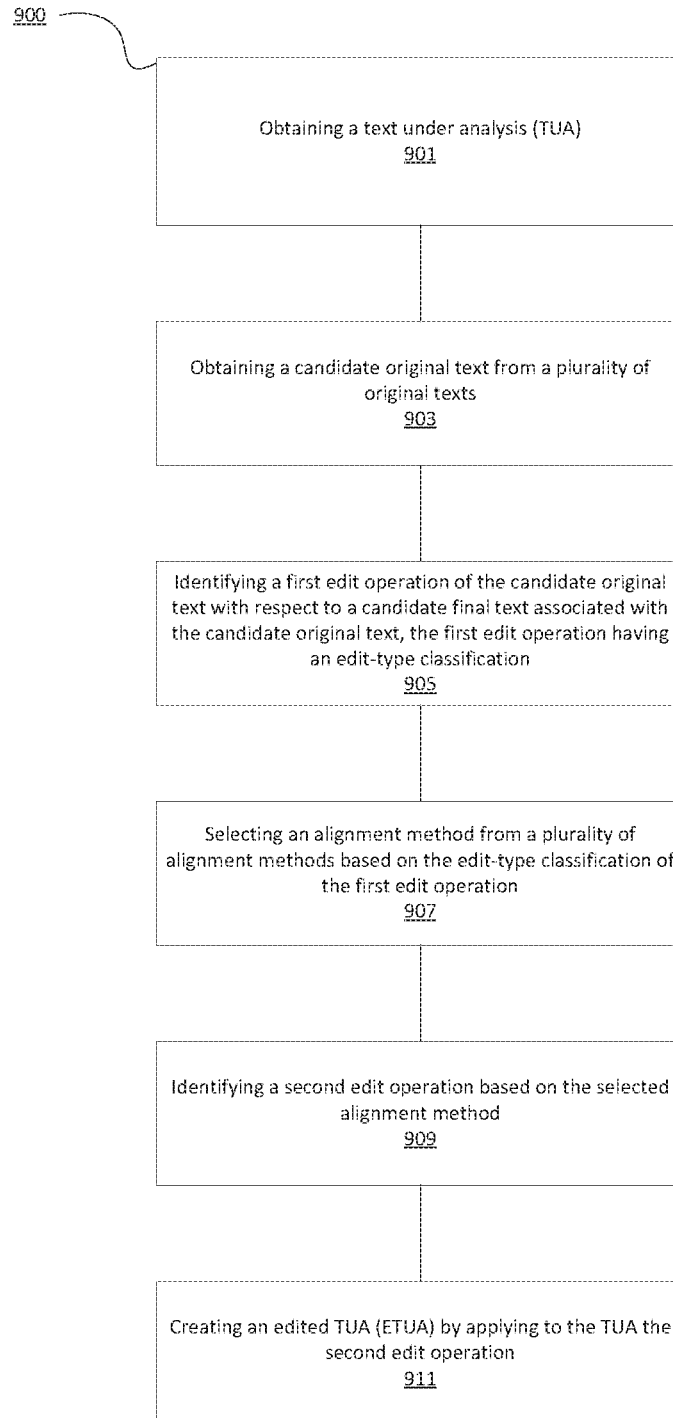 900
Obtaining a text under analysis (TUA)
901
Obtaining a candidate original text from a plurality of
original texts
903
Identifying a first edit operation of the candidate original
text with respect to a candidate final text associated with
the candidate original text, the first edit operation having
an edit-type classification
905
Selecting an alignment method from a plurality of
alignment methods based on the edit-type classification of
the first edit operation
907
Identifying a second edit operation based on the selected
alignment method
909
Creating an edited TUA (ETUA) by applying to the TUA the
second edit operation
911